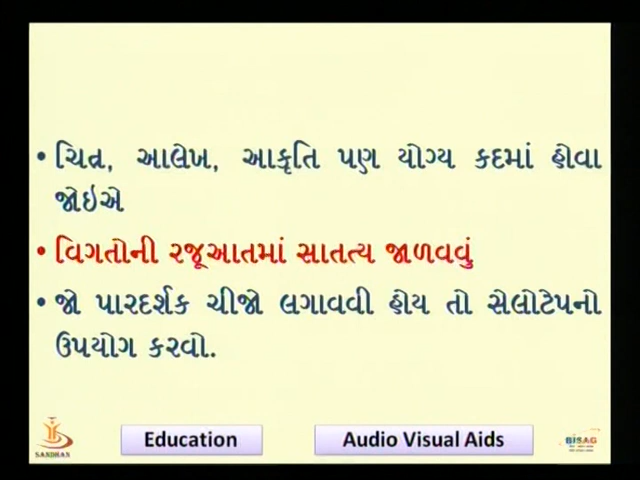 • ચિત્ર, આલેખ, આકૃતિ પણ યોગ્ય કદમાં હોવા
જોઇએ
• વિગતોની રજૂઆતમાં સાતત્ય જાળવવું
• જો પારદર્શક ચીજો લગાવવી હોય તો સેલોટેપનો
ઉપયોગ કરવો.
SANDHAN
Education
Audio Visual Aids
BISAG